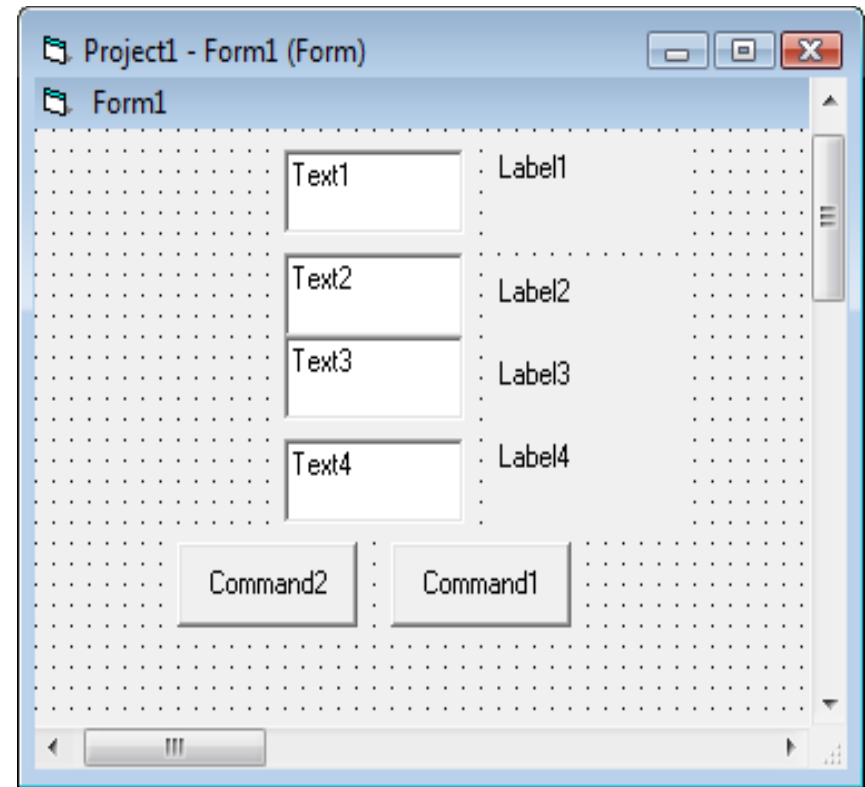 Project1 - Form1 (Form)
Form1
Text1 Label1
Text2 Label2
Text3 Label3
Text4 Label4
Command2 Command1